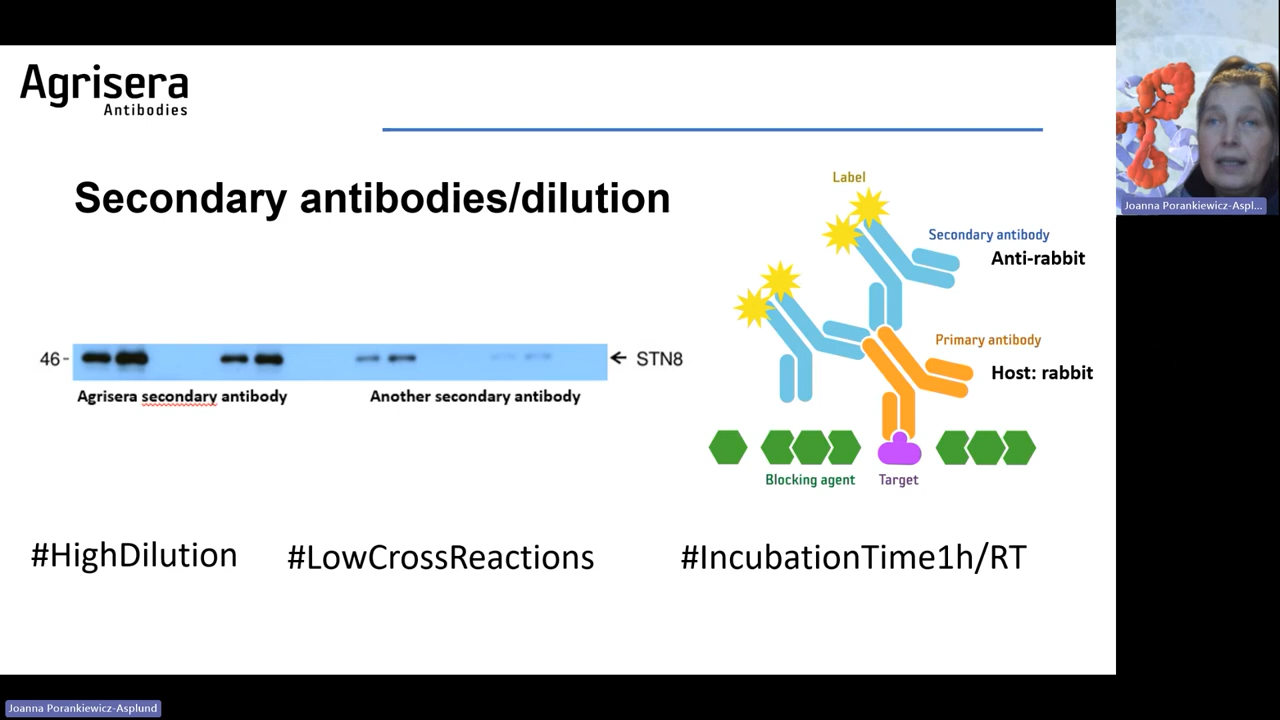 Agrisera
Antibodies
Secondary antibodies/dilution
46-
STN8
Agrisera secondary antibody
Another secondary antibody
Label
Secondary antibody
Anti-rabbit
Primary antibody
Host: rabbit
Blocking agent
Target
#HighDilution
#LowCrossReactions
#IncubationTime1h/RT
Joanna Porankiewicz-Aspl...
Joanna Porankiewicz-Asplund